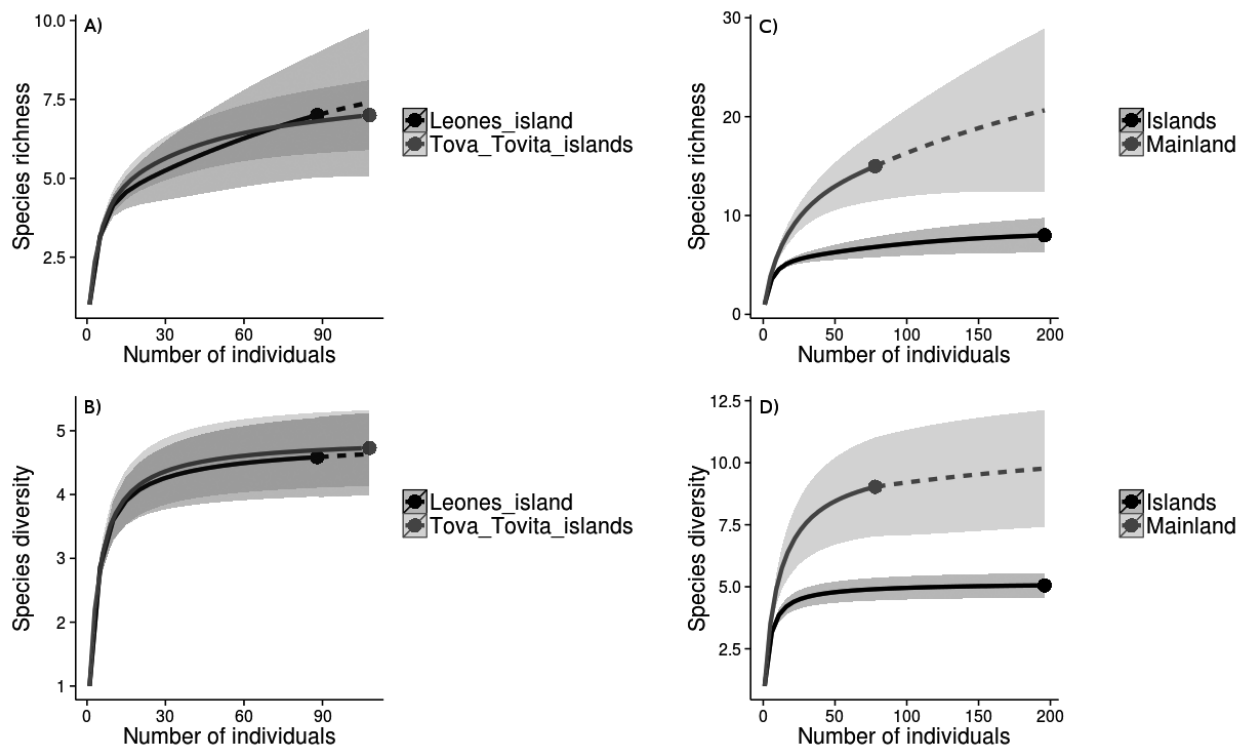 A)
Species richness
10.0
7.5
5.0
2.5
0
30
60
90
Number of individuals
Leones_island
Tova_Tovita_islands
C)
Species richness
30
20
10
0
0
50
100
150
200
Number of individuals
Islands
Mainland
B)
Species diversity
5
4
3
2
1
0
30
60
90
Number of individuals
Leones_island
Tova_Tovita_islands
D)
Species diversity
12.5
10.0
7.5
5.0
2.5
0
50
100
150
200
Number of individuals
Islands
Mainland